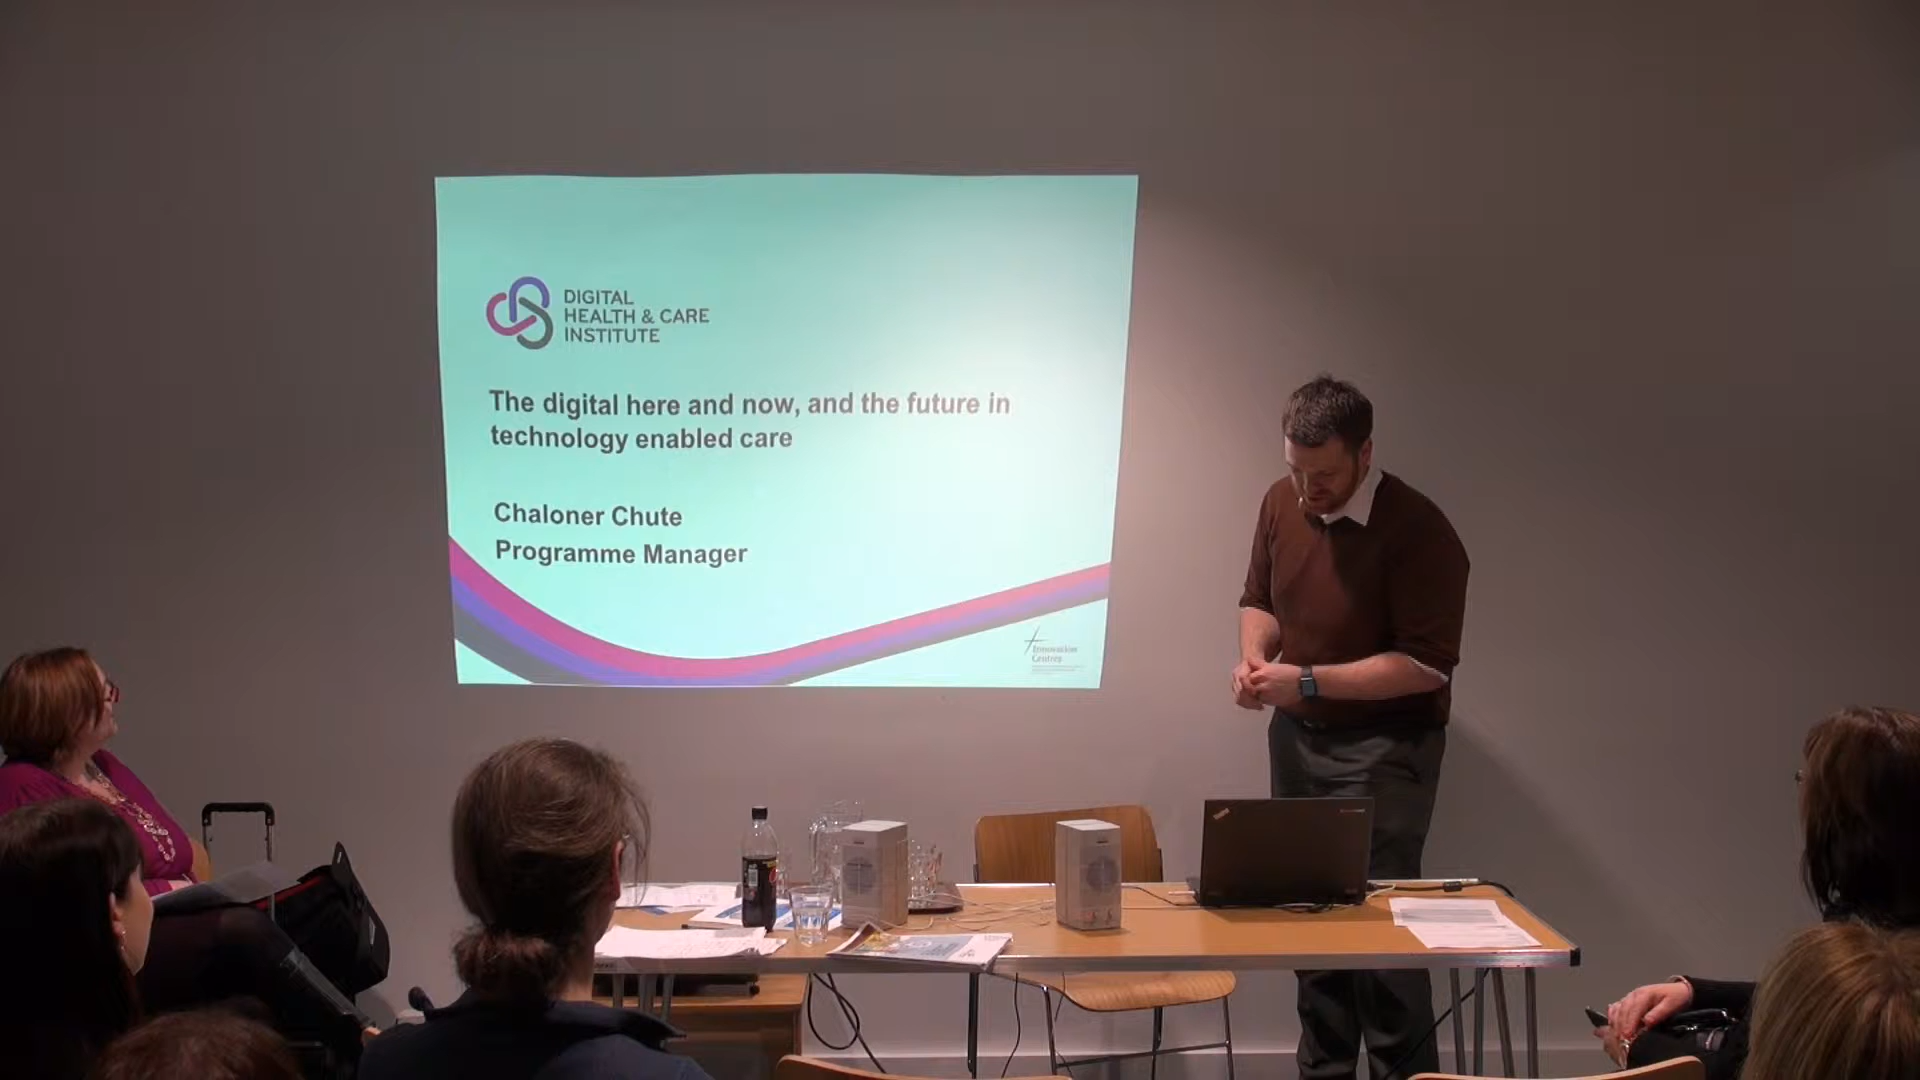 DIGITAL
HEALTH & CARE
INSTITUTE
The digital here and now, and the future in
technology enabled care
Chaloner Chute
Programme Manager
Innovation
Centres